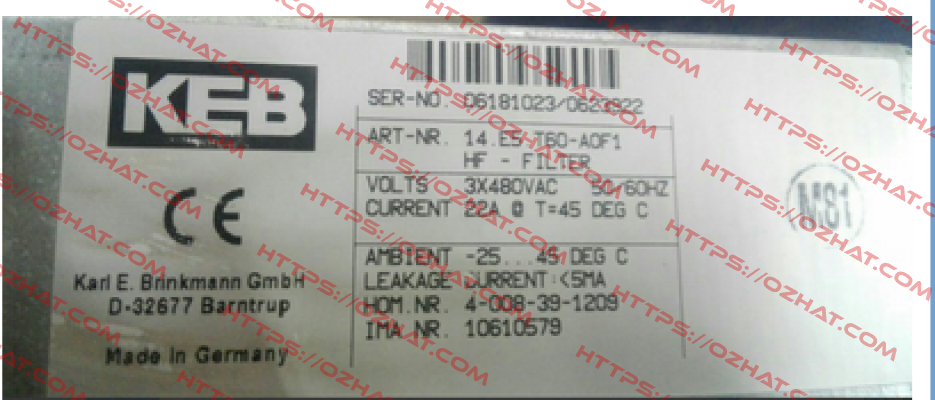 KEB
SER-NO. 06181023/0623922
ART-NR. 14.E5-T60-A0F1
HF - FILTER
VOLTS 3X480VAC 50/60HZ
CURRENT 22A @ T=45 DEG C
CE
M81
AMBIENT -25...45 DEG C
LEAKAGE CURRENT:<5MA
HOM.NR. 4-008-39-1209
IMA.NR. 10610579
Karl E. Brinkmann GmbH
D-32677 Barntrup
Made in Germany
HTTPS://OZHAT.COM